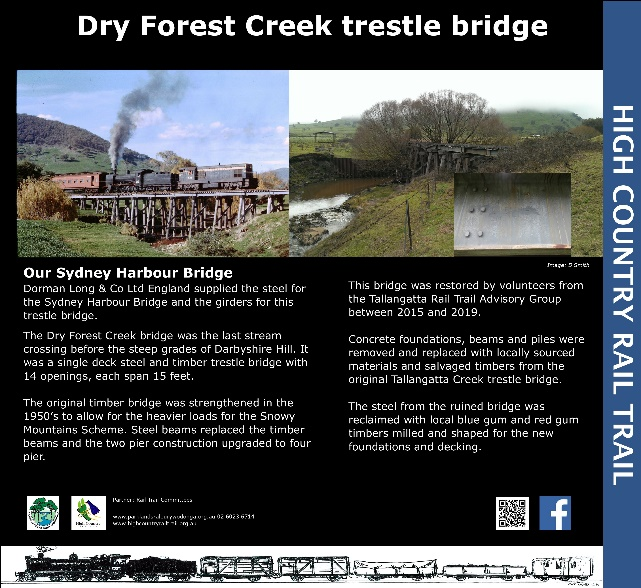 Dry Forest Creek trestle bridge
HIGH COUNTRY RAIL TRAIL
Image: D Smith
Our Sydney Harbour Bridge
Dorman Long & Co Ltd England supplied the steel for
the Sydney Harbour Bridge and the girders for this
trestle bridge.
The Dry Forest Creek bridge was the last stream
crossing before the steep grades of Darbyshire Hill. It
was a single deck steel and timber trestle bridge with
14 openings, each span 15 feet.
The original timber bridge was strengthened in the
1950's to allow for the heavier loads for the Snowy
Mountains Scheme. Steel beams replaced the timber
beams and the two pier construction upgraded to four
pier.
This bridge was restored by volunteers from
the Tallangatta Rail Trail Advisory Group
between 2015 and 2019.
Concrete foundations, beams and piles were
removed and replaced with locally sourced
materials and salvaged timbers from the
original Tallangatta Creek trestle bridge.
The steel from the ruined bridge was
reclaimed with local blue gum and red gum
timbers milled and shaped for the new
foundations and decking.
High Country
Partner: Rail Trail Committees